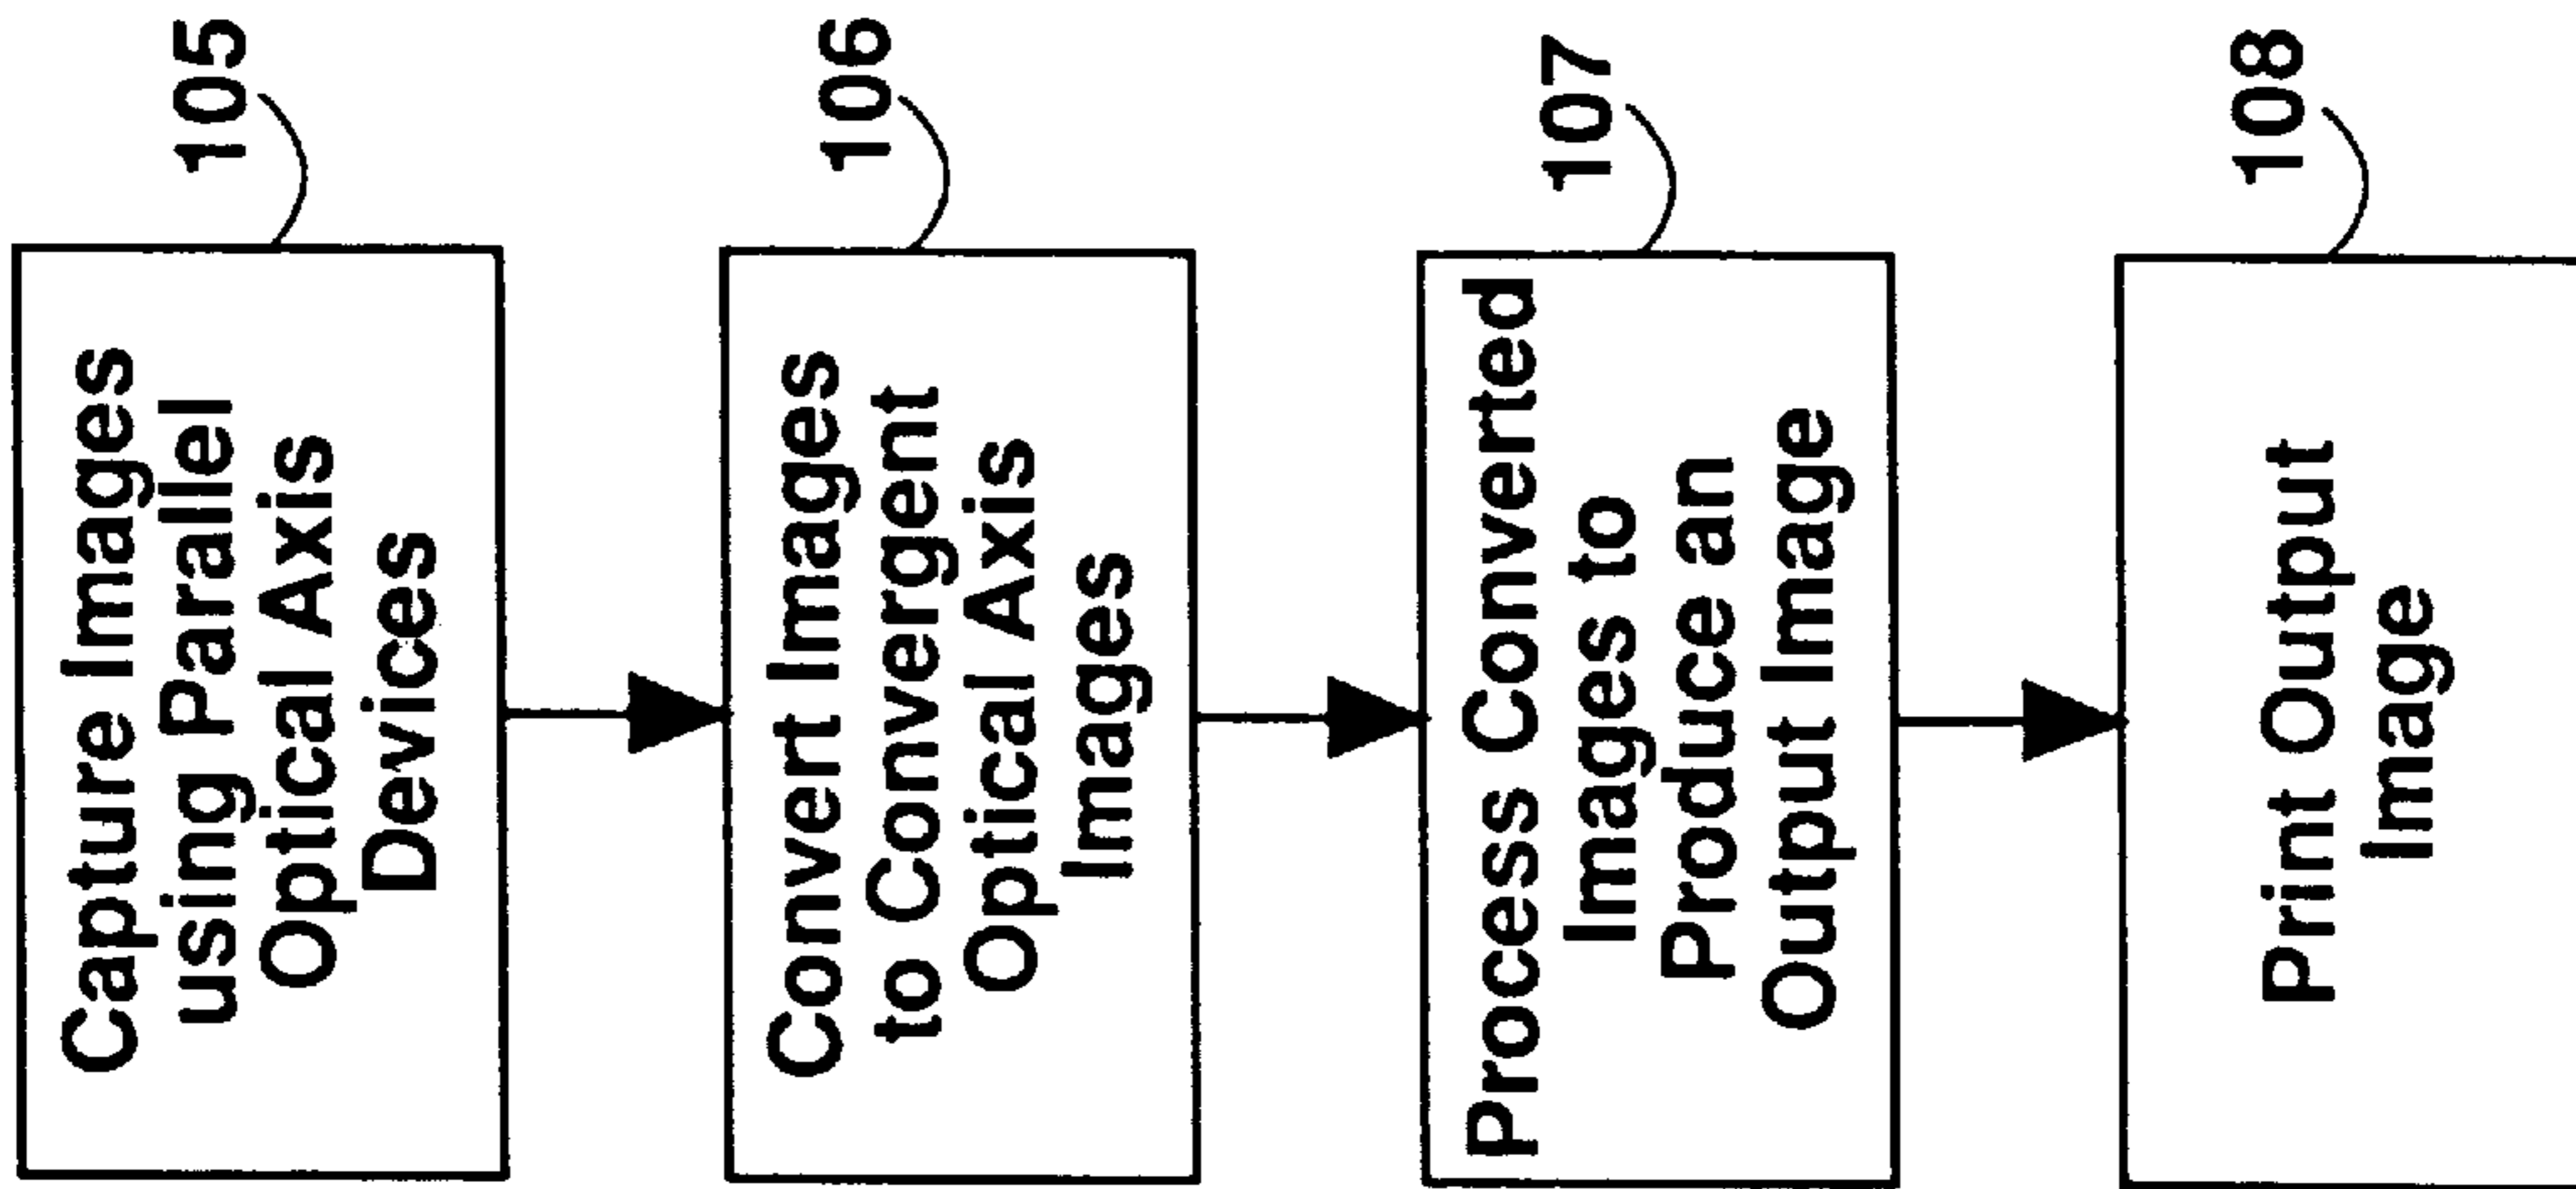 Capture Images
using Parallel
Optical Axis
Devices
105
Convert Images
to Convergent
Optical Axis
Images
106
Process Converted
Images to
Produce an
Output Image
107
Print Output
Image
108